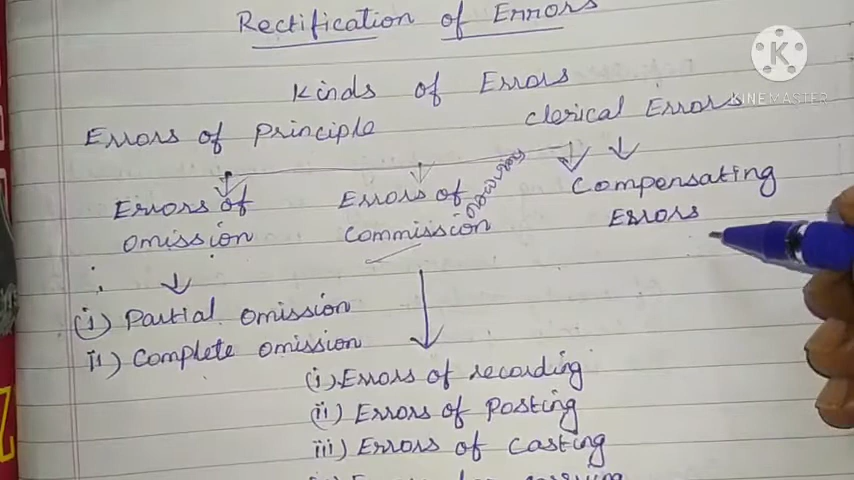 Rectification of Errors
Kinds of Errors
Errors of Principle
Clerical Errors
Errors of
omission
(i) Partial omission
ii) Complete omission
Errors of
Commission
(i) Errors of recording
(ii) Errors of Posting
iii) Errors of casting
Compensating
Errors
K
KINEMASTER